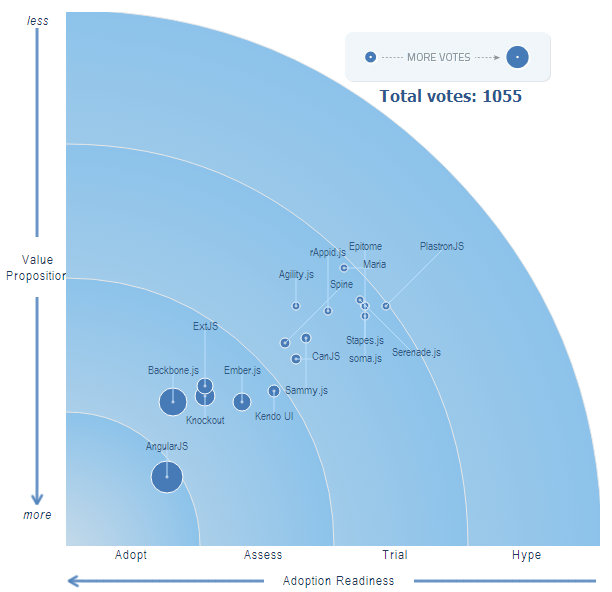 less
MORE VOTES
Total votes: 1055
rAppid.js
Epitome
PlastronJS
Value
Proposition
Maria
Agility.js
Spine
ExtJS
Stapes.js
Serenade.js
CanJS
soma.js
Backbone.js
Ember.js
Sammy.js
Knockout
Kendo UI
AngularJS
more
Adopt
Assess
Trial
Hype
Adoption Readiness